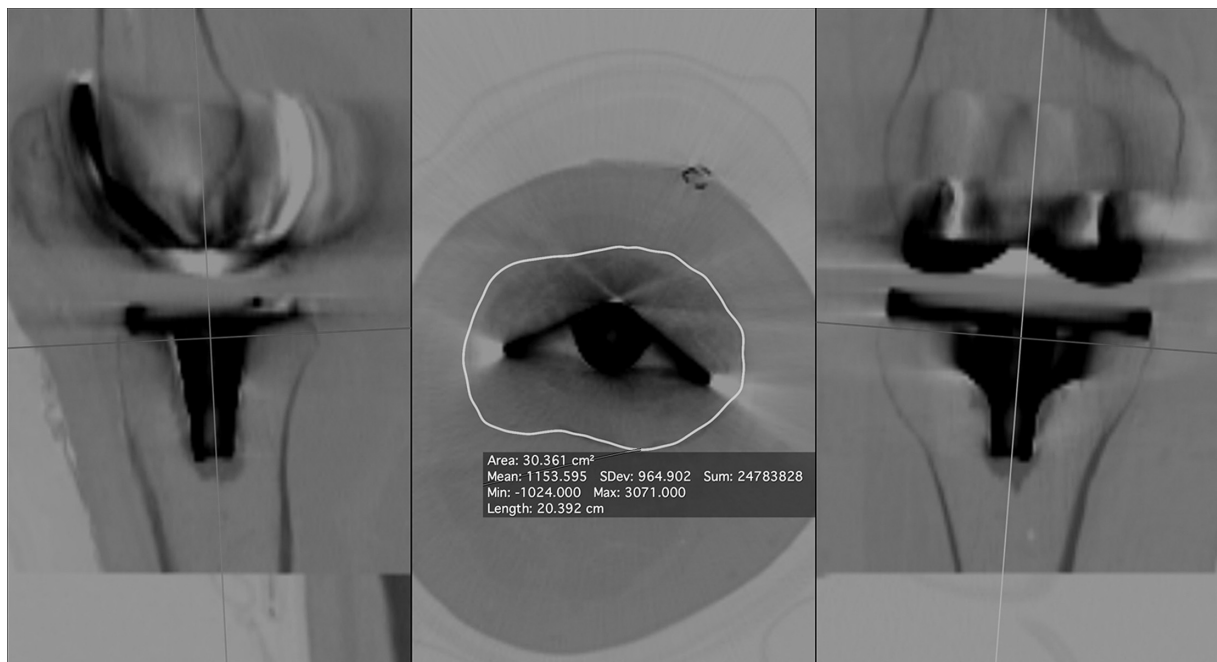 Area: 30.361 cm²
Mean: 1153.595 SDev: 964.902 Sum: 24783828
Min: -1024.000 Max: 3071.000
Length: 20.392 cm